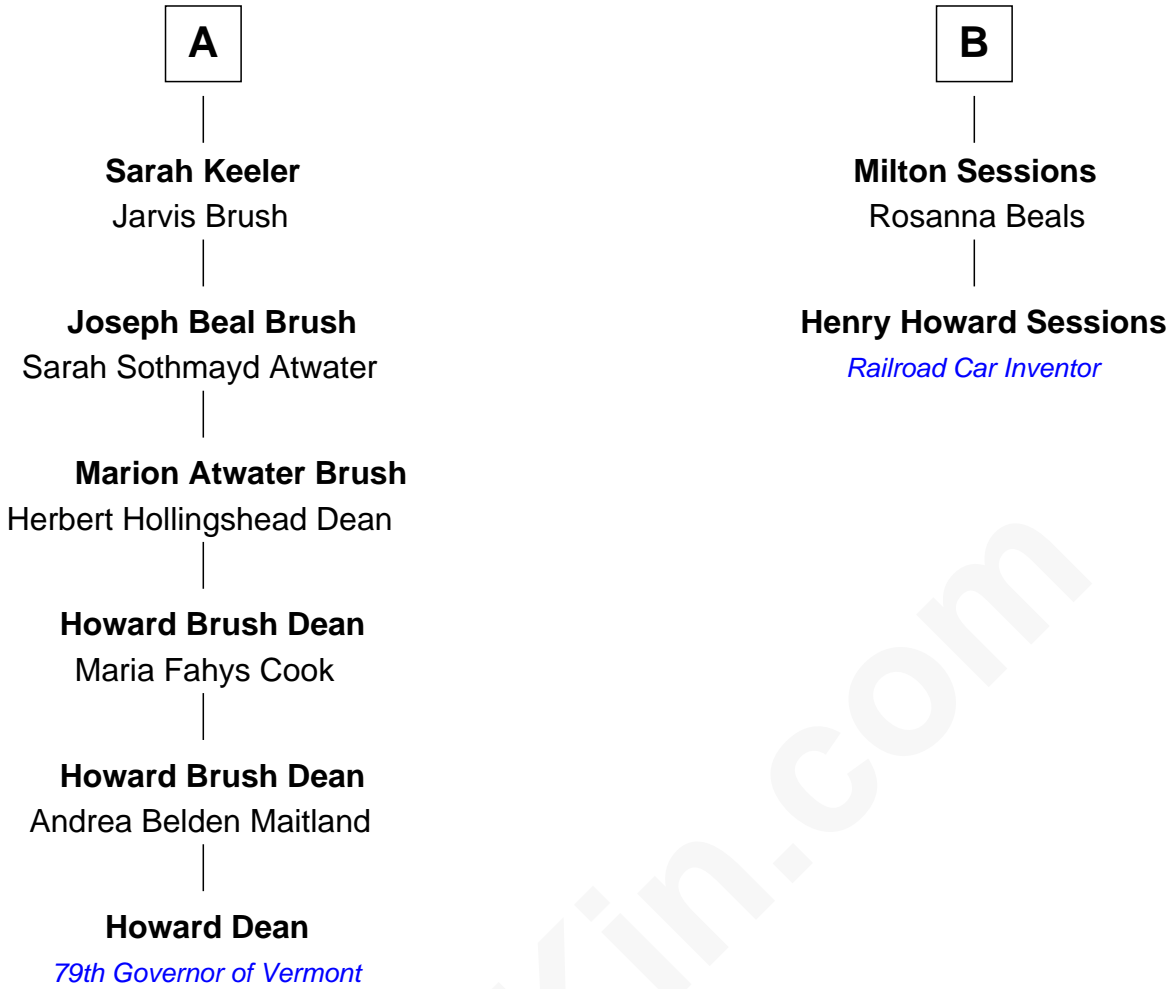 A
Sarah Keeler
Jarvis Brush
Joseph Beal Brush
Sarah Sothmayd Atwater
Marion Atwater Brush
Herbert Hollingshead Dean
Howard Brush Dean
Maria Fahys Cook
Howard Brush Dean
Andrea Belden Maitland
Howard Dean
79th Governor of Vermont
B
Milton Sessions
Rosanna Beals
Henry Howard Sessions
Railroad Car Inventor
Kin.com